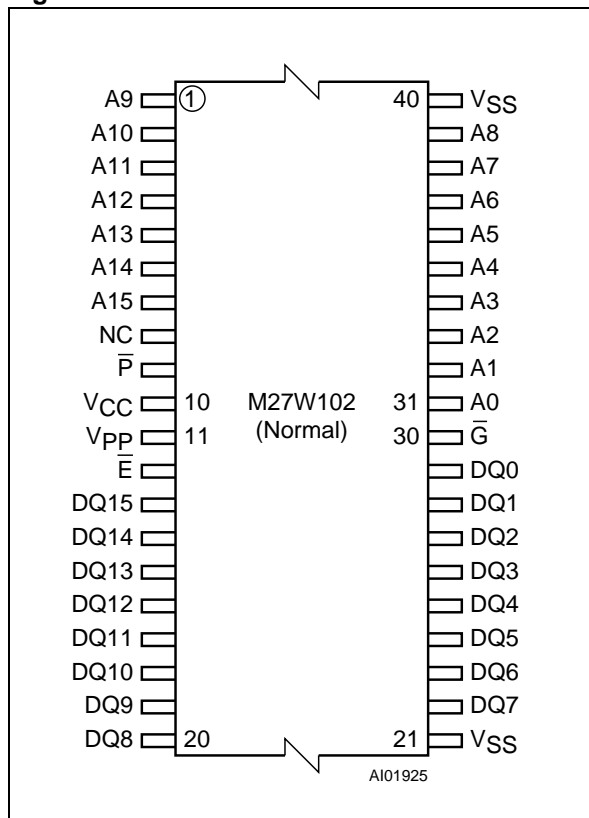 A9 1 40 VSS
A10 A8
A11 A7
A12 A6
A13 A5
A14 A4
A15 A3
NC A2
P̅ A1
VCC 10 M27W102 31 A0
VPP 11 (Normal) 30 G̅
E̅ DQ0
DQ15 DQ1
DQ14 DQ2
DQ13 DQ3
DQ12 DQ4
DQ11 DQ5
DQ10 DQ6
DQ9 DQ7
DQ8 20 21 VSS
AI01925